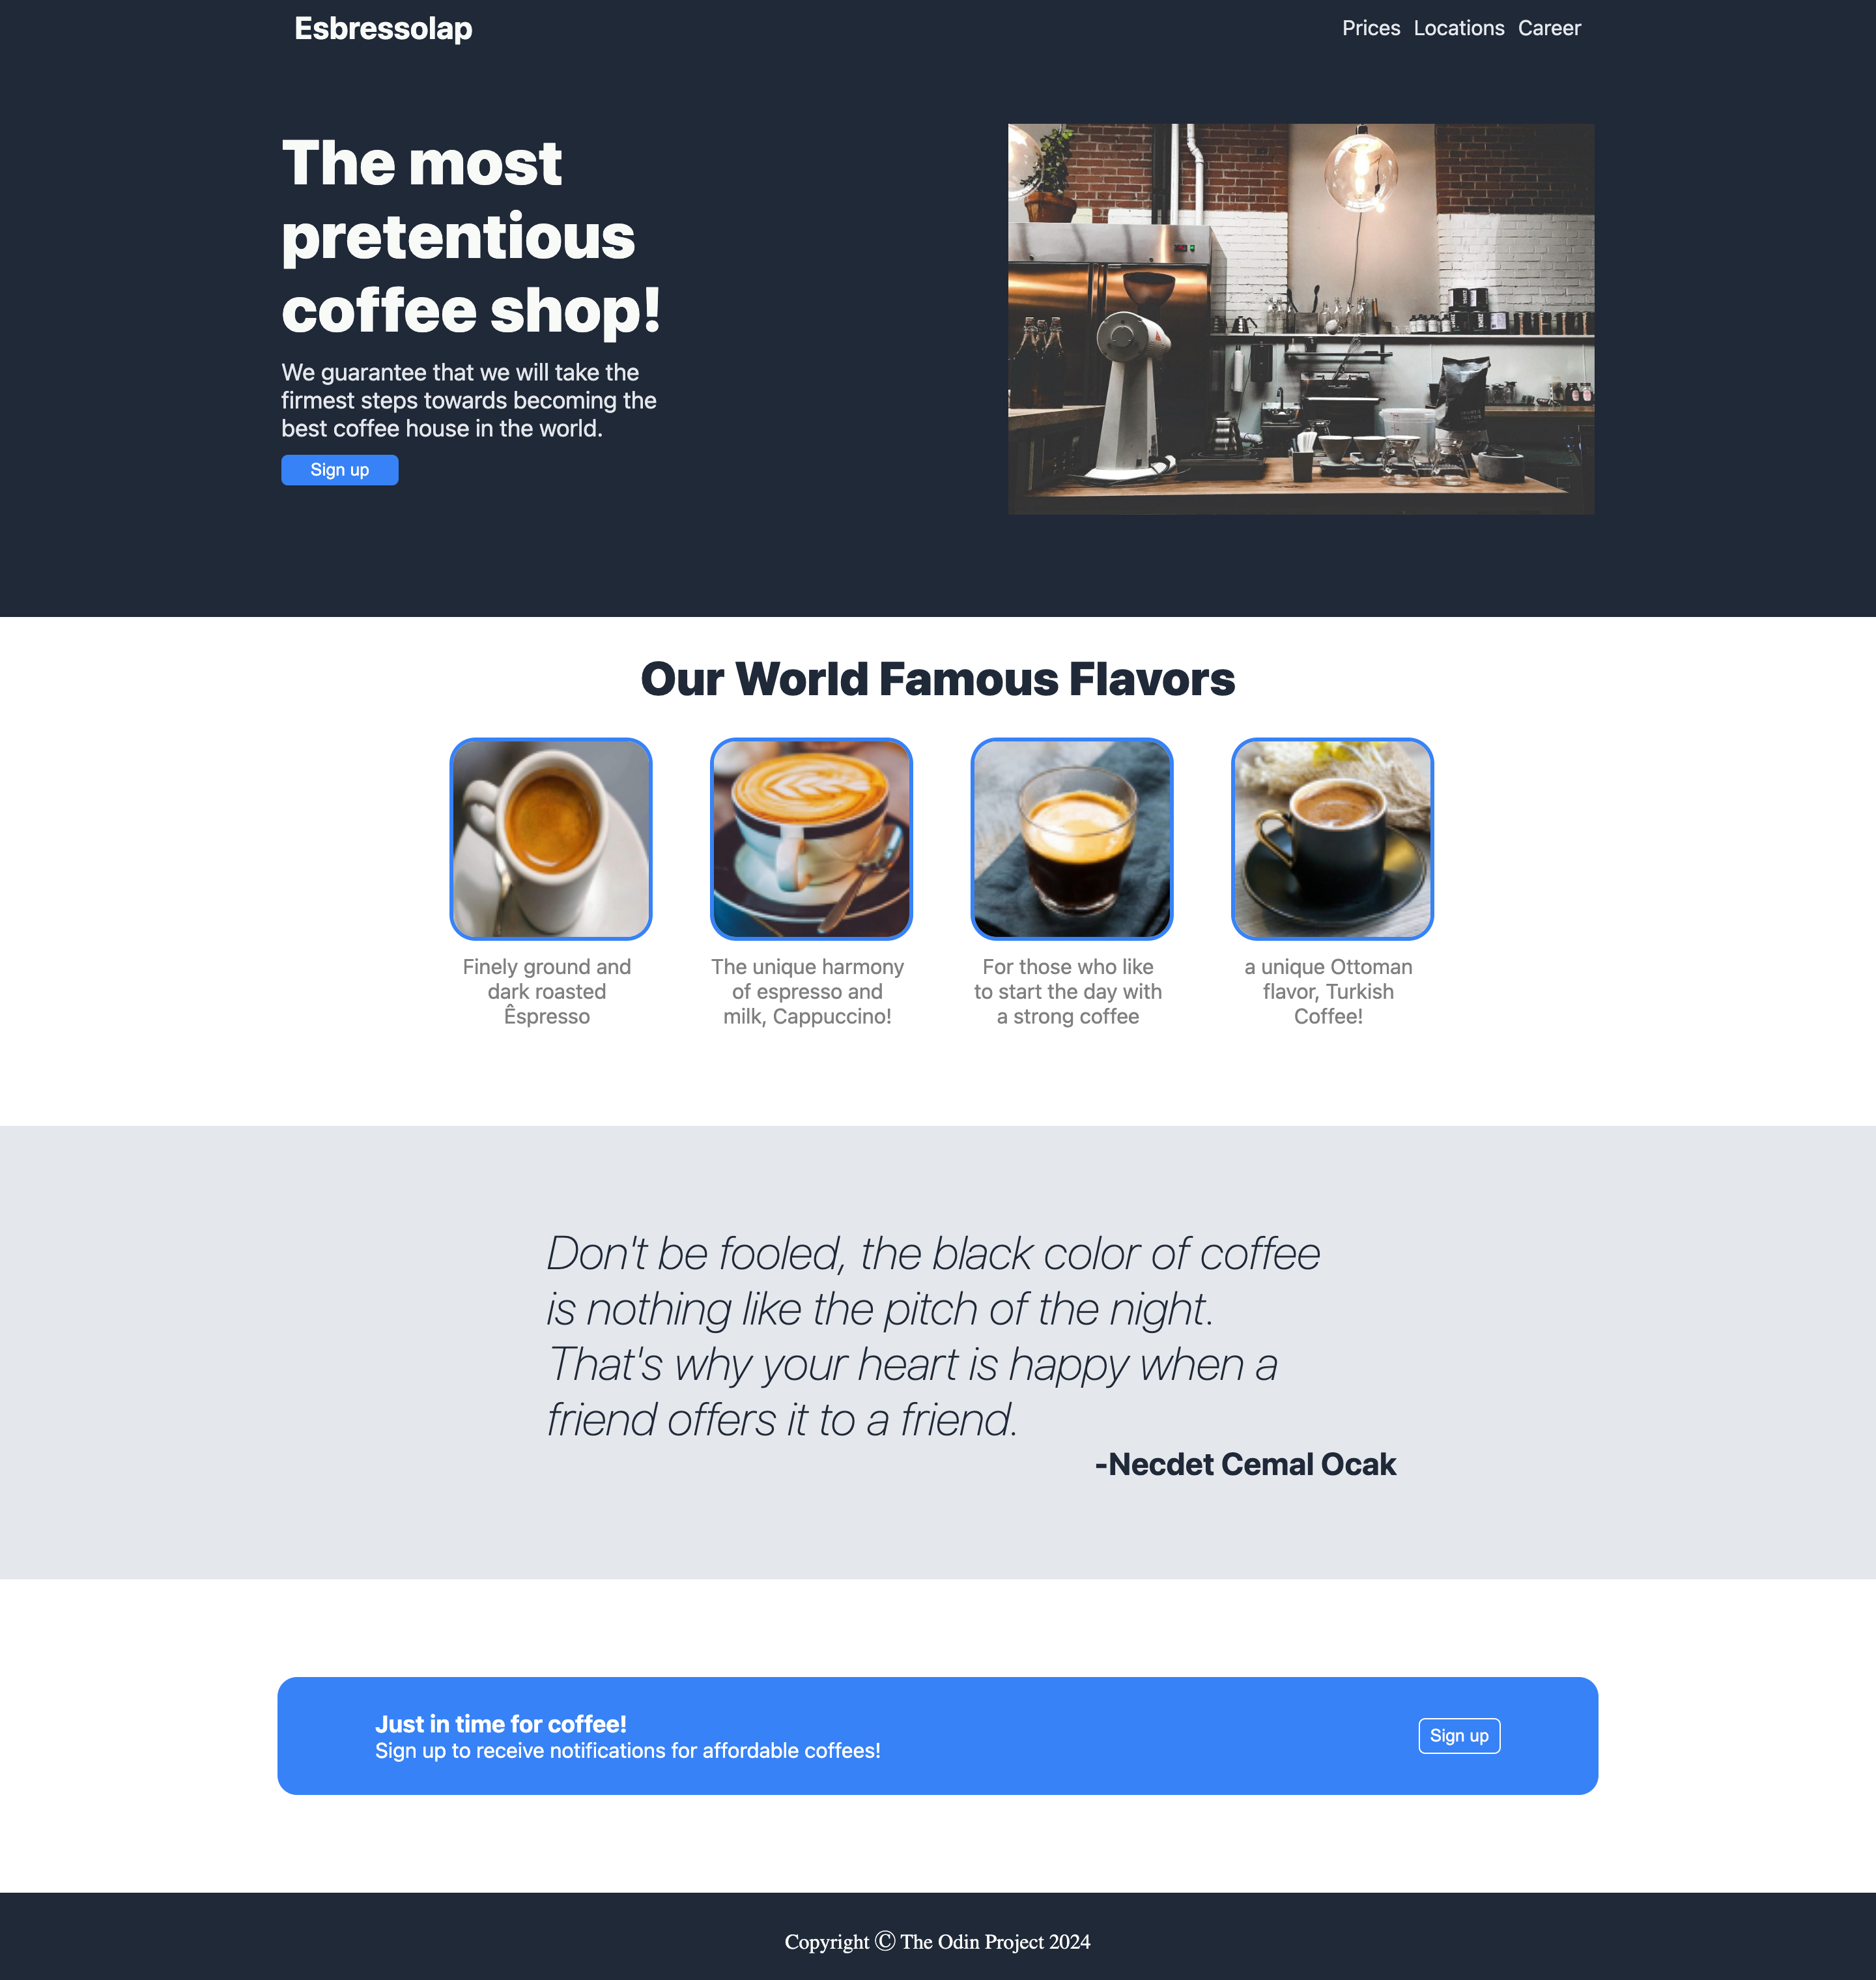 Esbressolap
Prices Locations Career
The most
pretentious
coffee shop!
We guarantee that we will take the
firmest steps towards becoming the
best coffee house in the world.
Sign up
Our World Famous Flavors
Finely ground and
dark roasted
Êspresso
The unique harmony
of espresso and
milk, Cappuccino!
For those who like
to start the day with
a strong coffee
a unique Ottoman
flavor, Turkish
Coffee!
Don't be fooled, the black color of coffee
is nothing like the pitch of the night.
That's why your heart is happy when a
friend offers it to a friend.
-Necdet Cemal Ocak
Just in time for coffee!
Sign up to receive notifications for affordable coffees!
Sign up
Copyright Ⓒ The Odin Project 2024